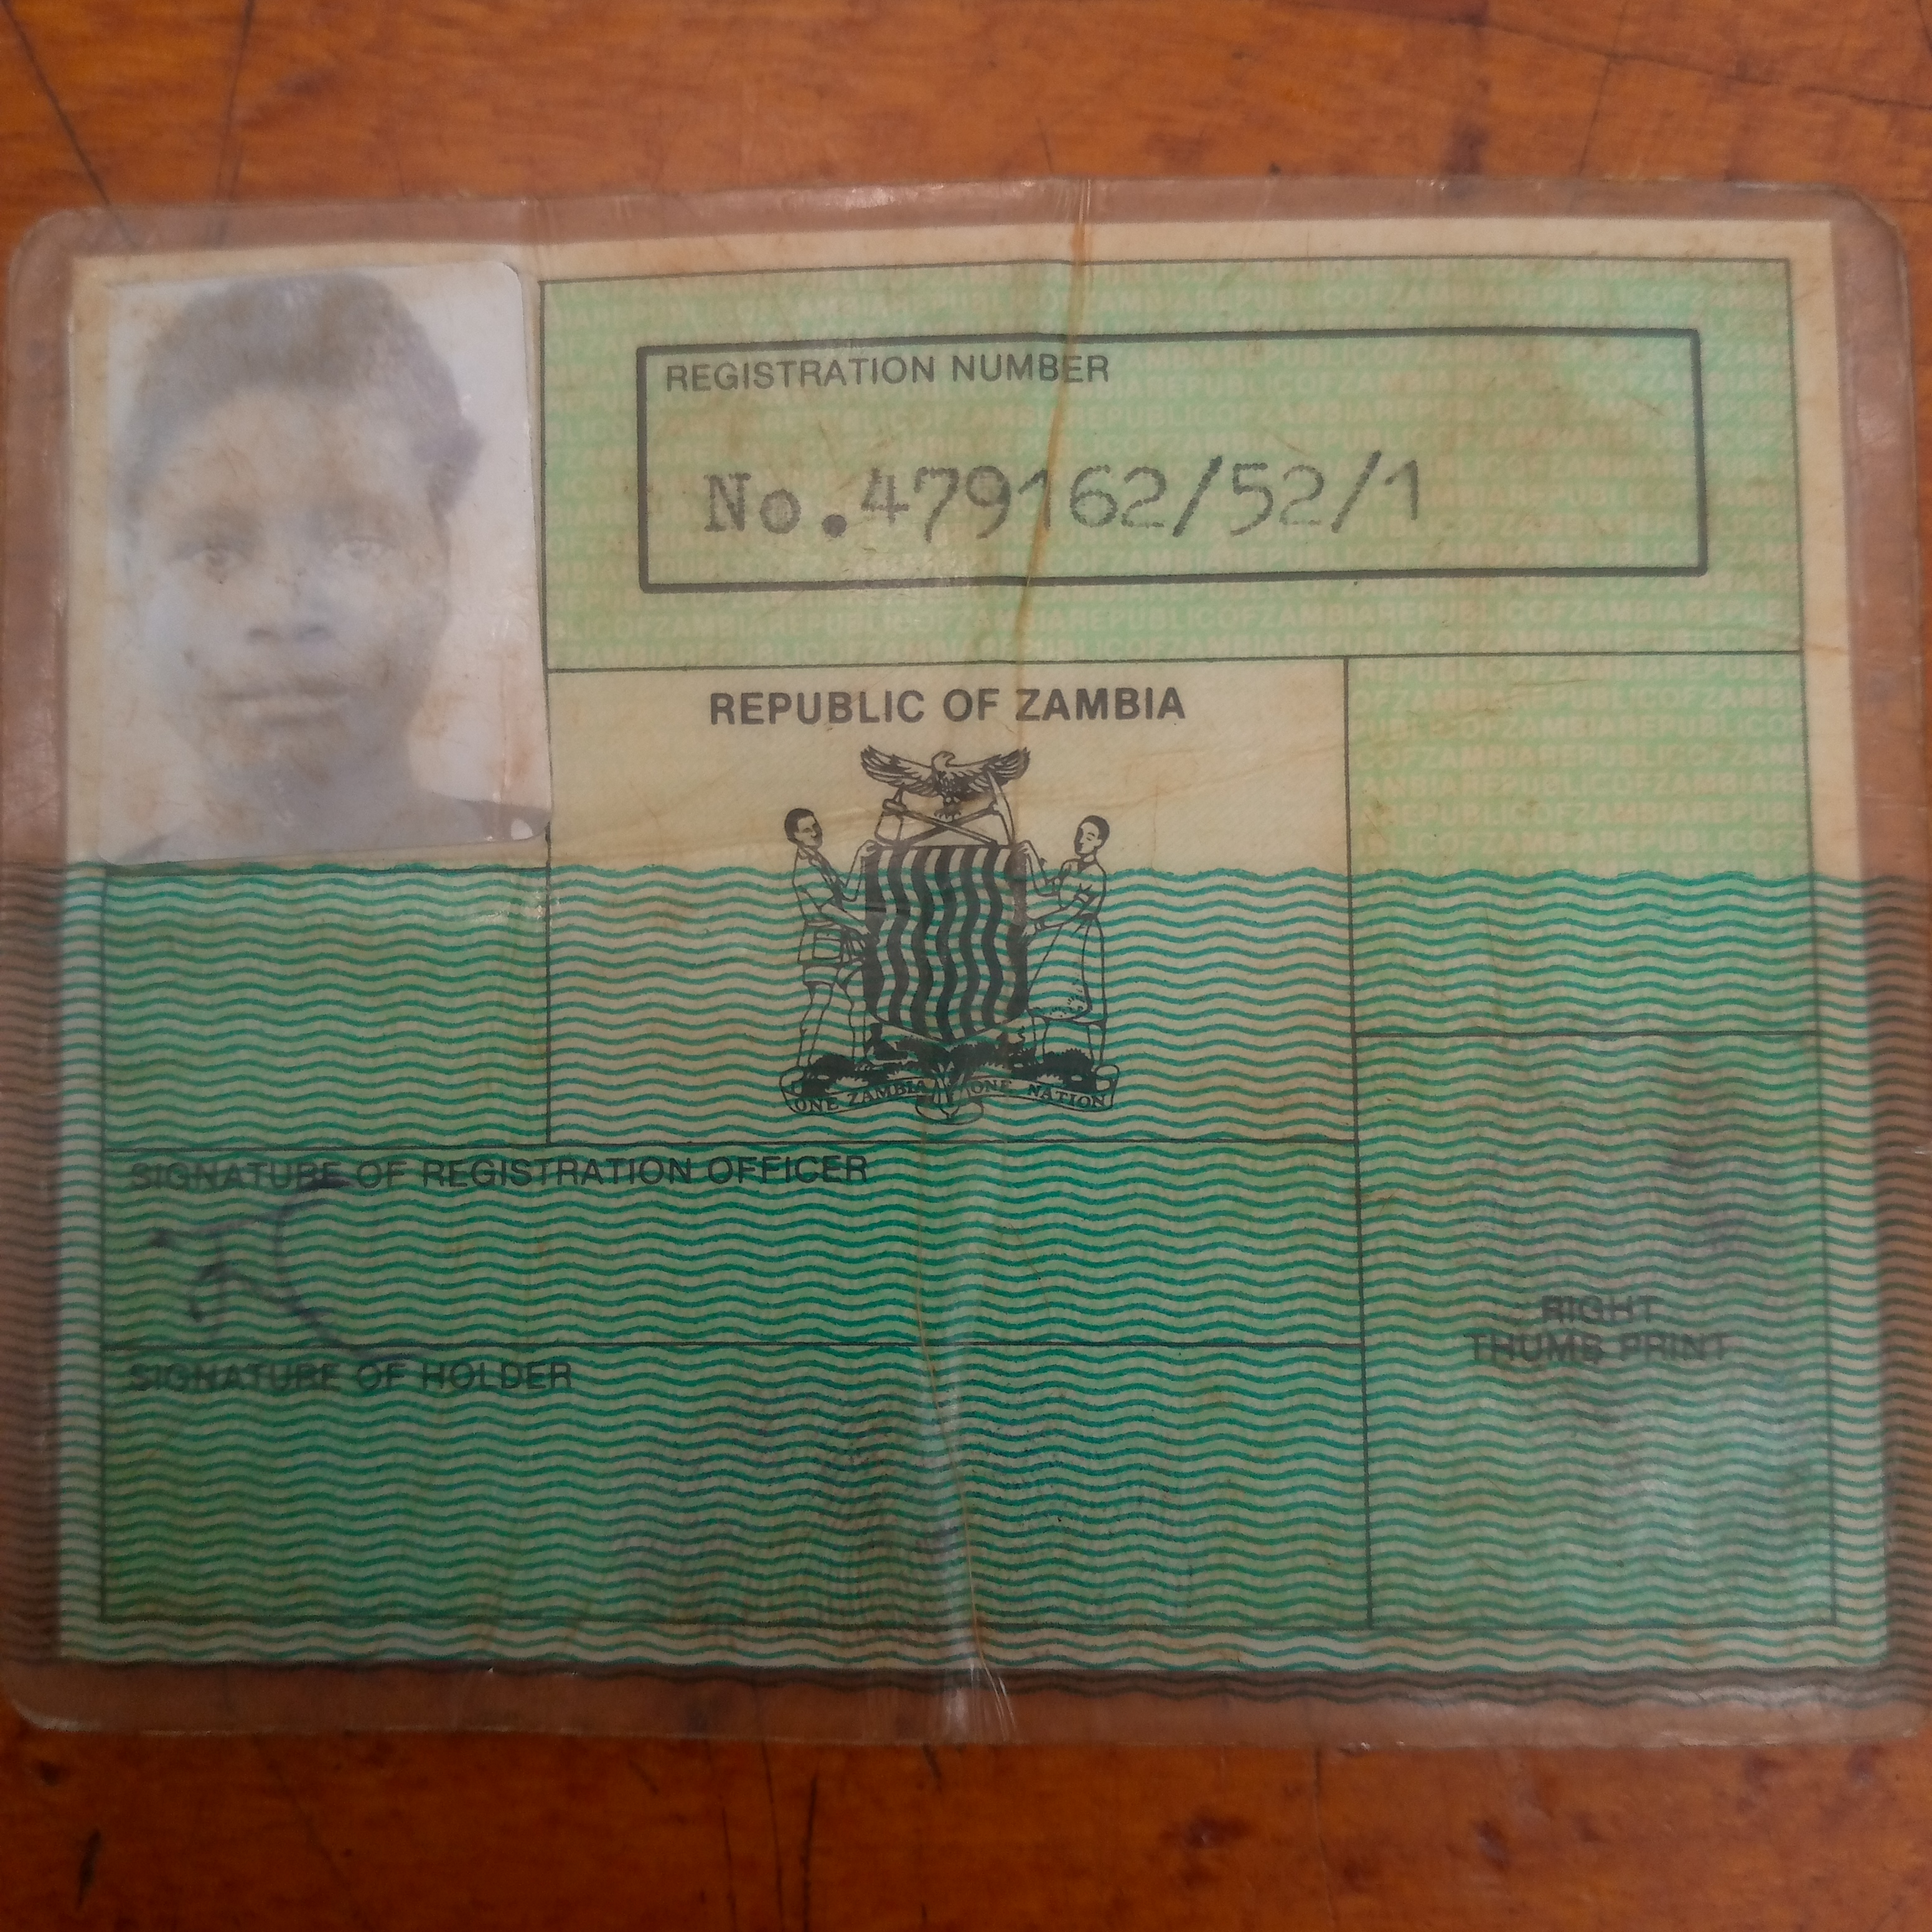 REGISTRATION NUMBER
No.479162/52/1
REPUBLIC OF ZAMBIA
ONE ZAMBIA ONE NATION
SIGNATURE OF REGISTRATION OFFICER
SIGNATURE OF HOLDER
RIGHT
THUMB PRINT